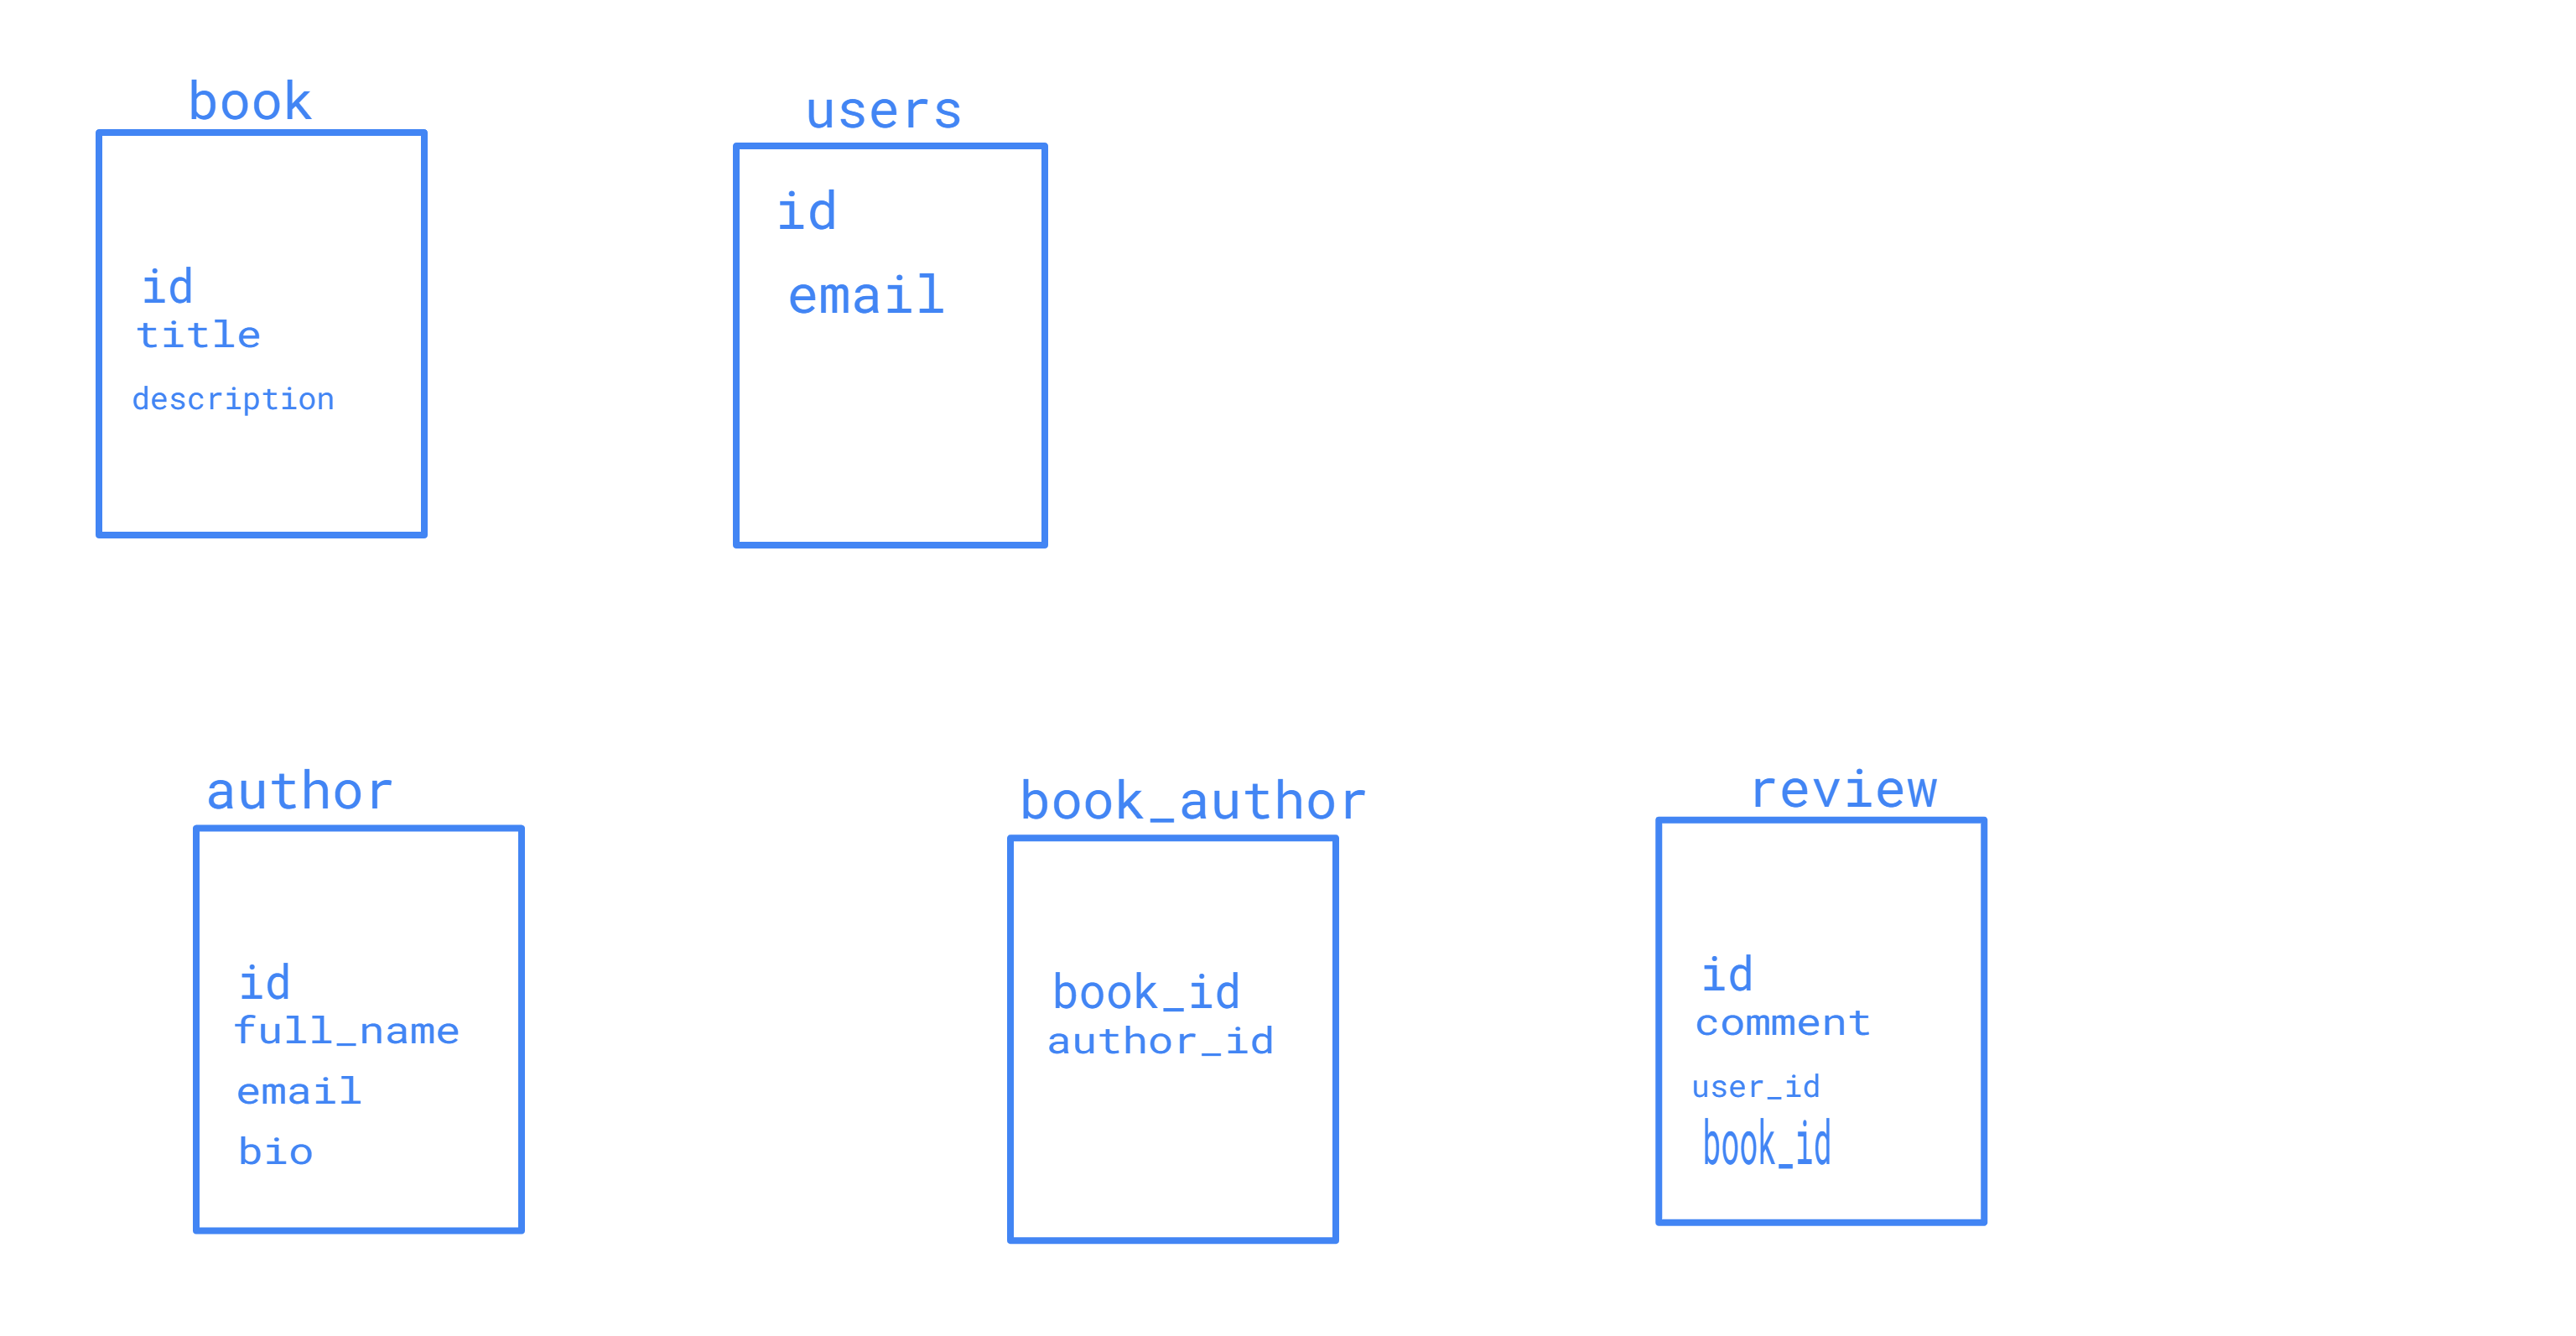 book
id
title
description
users
id
email
author
id
full_name
email
bio
book_author
book_id
author_id
review
id
comment
user_id
book_id